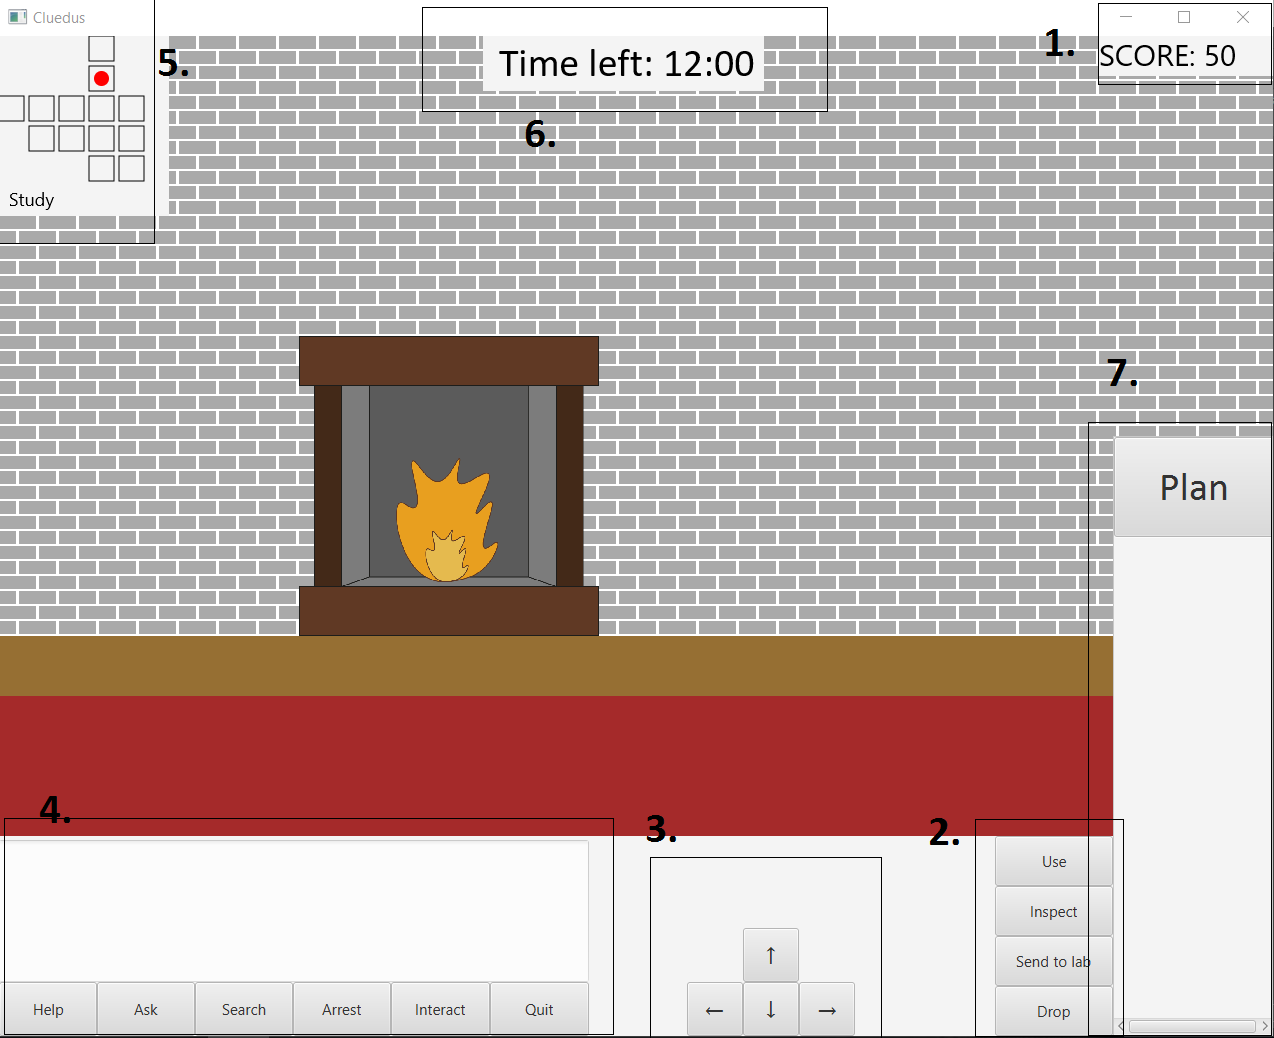 Cluedus
5.
Time left: 12:00
1.
SCORE: 50
6.
Study
7.
Plan
4.
3.
2.
Use
Inspect
Send to lab
Drop
↑
← ↓ →
Help Ask Search Arrest Interact Quit